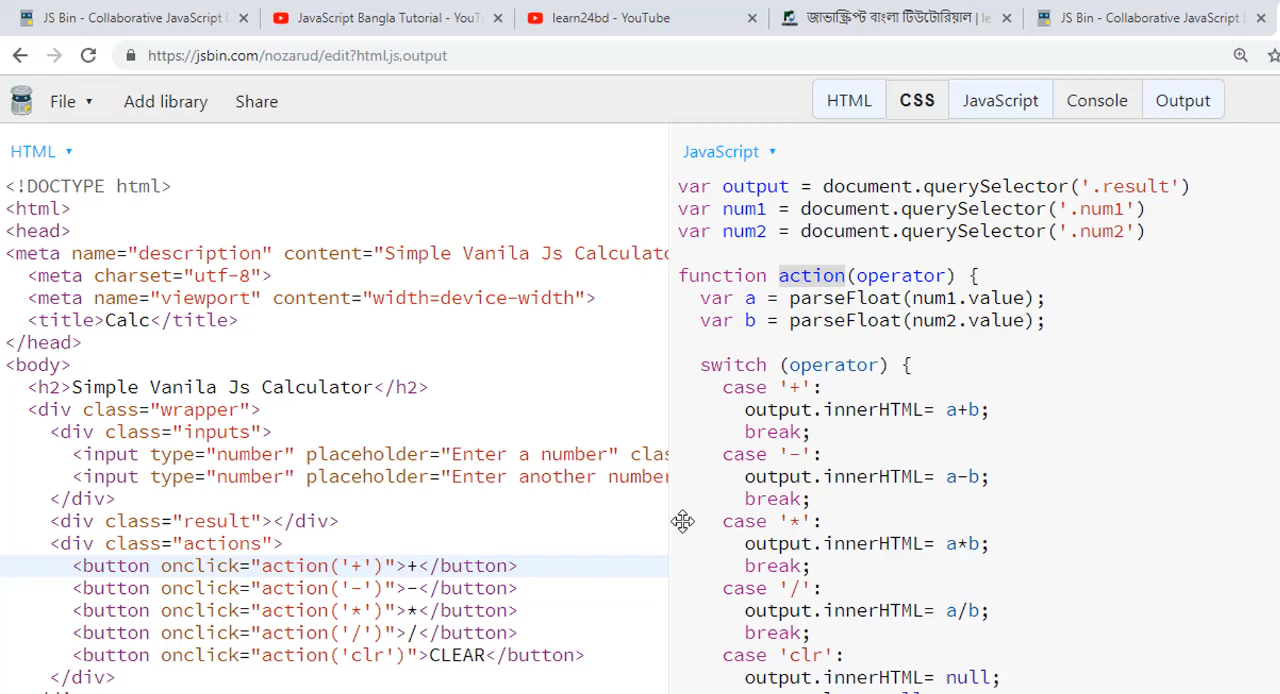 JS Bin - Collaborative JavaScript D
JavaScript Bangla Tutorial - YouT
learn24bd - YouTube
জাভাস্ক্রিপ্ট বাংলা টিউটোরিয়াল | le
JS Bin - Collaborative JavaScript D
https://jsbin.com/nozarud/edit?html,js,output
File Add library Share HTML CSS JavaScript Console Output
HTML
<!DOCTYPE html>
<html>
<head>
<meta name="description" content="Simple Vanila Js Calculato
<meta charset="utf-8">
<meta name="viewport" content="width=device-width">
<title>Calc</title>
</head>
<body>
<h2>Simple Vanila Js Calculator</h2>
<div class="wrapper">
<div class="inputs">
<input type="number" placeholder="Enter a number" clas
<input type="number" placeholder="Enter another number
</div>
<div class="result"></div>
<div class="actions">
<button onclick="action('+')">+</button>
<button onclick="action('-')">-</button>
<button onclick="action('*')">*</button>
<button onclick="action('/')">/</button>
<button onclick="action('clr')">CLEAR</button>
</div>
JavaScript
var output = document.querySelector('.result')
var num1 = document.querySelector('.num1')
var num2 = document.querySelector('.num2')
function action(operator) {
var a = parseFloat(num1.value);
var b = parseFloat(num2.value);
switch (operator) {
case '+':
output.innerHTML= a+b;
break;
case '-':
output.innerHTML= a-b;
break;
case '*':
output.innerHTML= a*b;
break;
case '/':
output.innerHTML= a/b;
break;
case 'clr':
output.innerHTML= null;